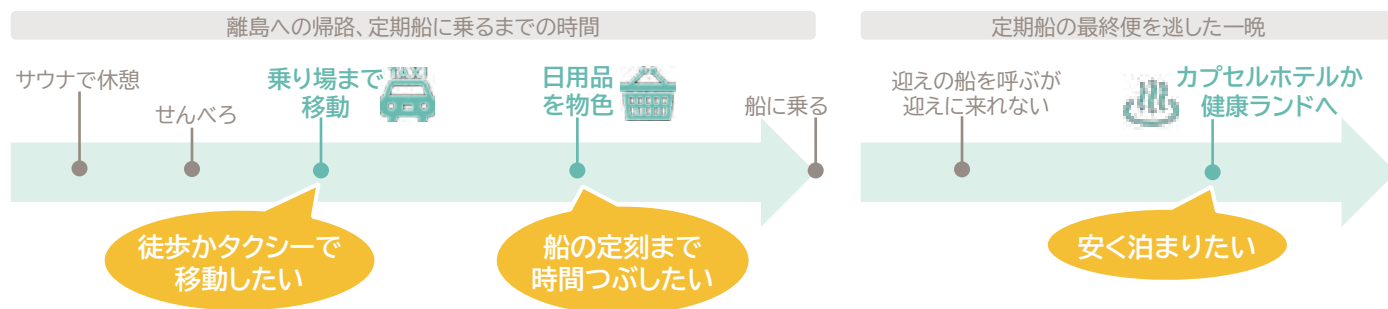 離島への帰路、定期船に乗るまでの時間
サウナで休憩
せんべろ
乗り場まで
移動
TAXI
日用品
を物色
船に乗る
徒歩かタクシーで
移動したい
船の定刻まで
時間つぶしたい
定期船の最終便を逃した一晩
迎えの船を呼ぶが
迎えに来れない
カプセルホテルか
健康ランドへ
安く泊まりたい